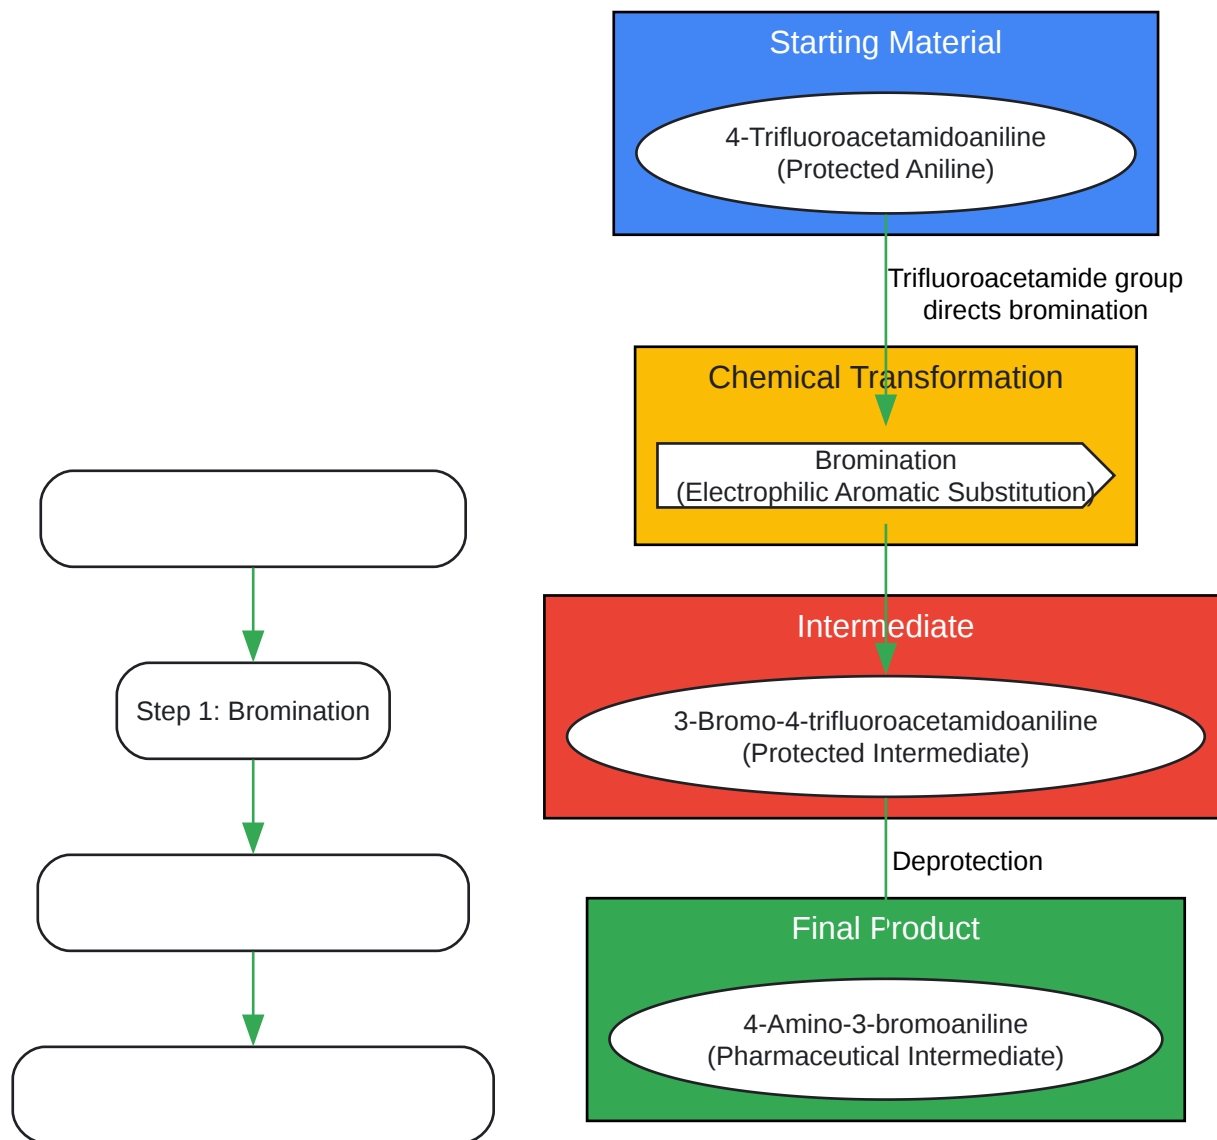 Starting Material
4-Trifluoroacetamidoaniline
(Protected Aniline)
Trifluoroacetamide group
directs bromination
Chemical Transformation
Bromination
(Electrophilic Aromatic Substitution)
Step 1: Bromination
Intermediate
3-Bromo-4-trifluoroacetamidoaniline
(Protected Intermediate)
Deprotection
Final Product
4-Amino-3-bromoaniline
(Pharmaceutical Intermediate)